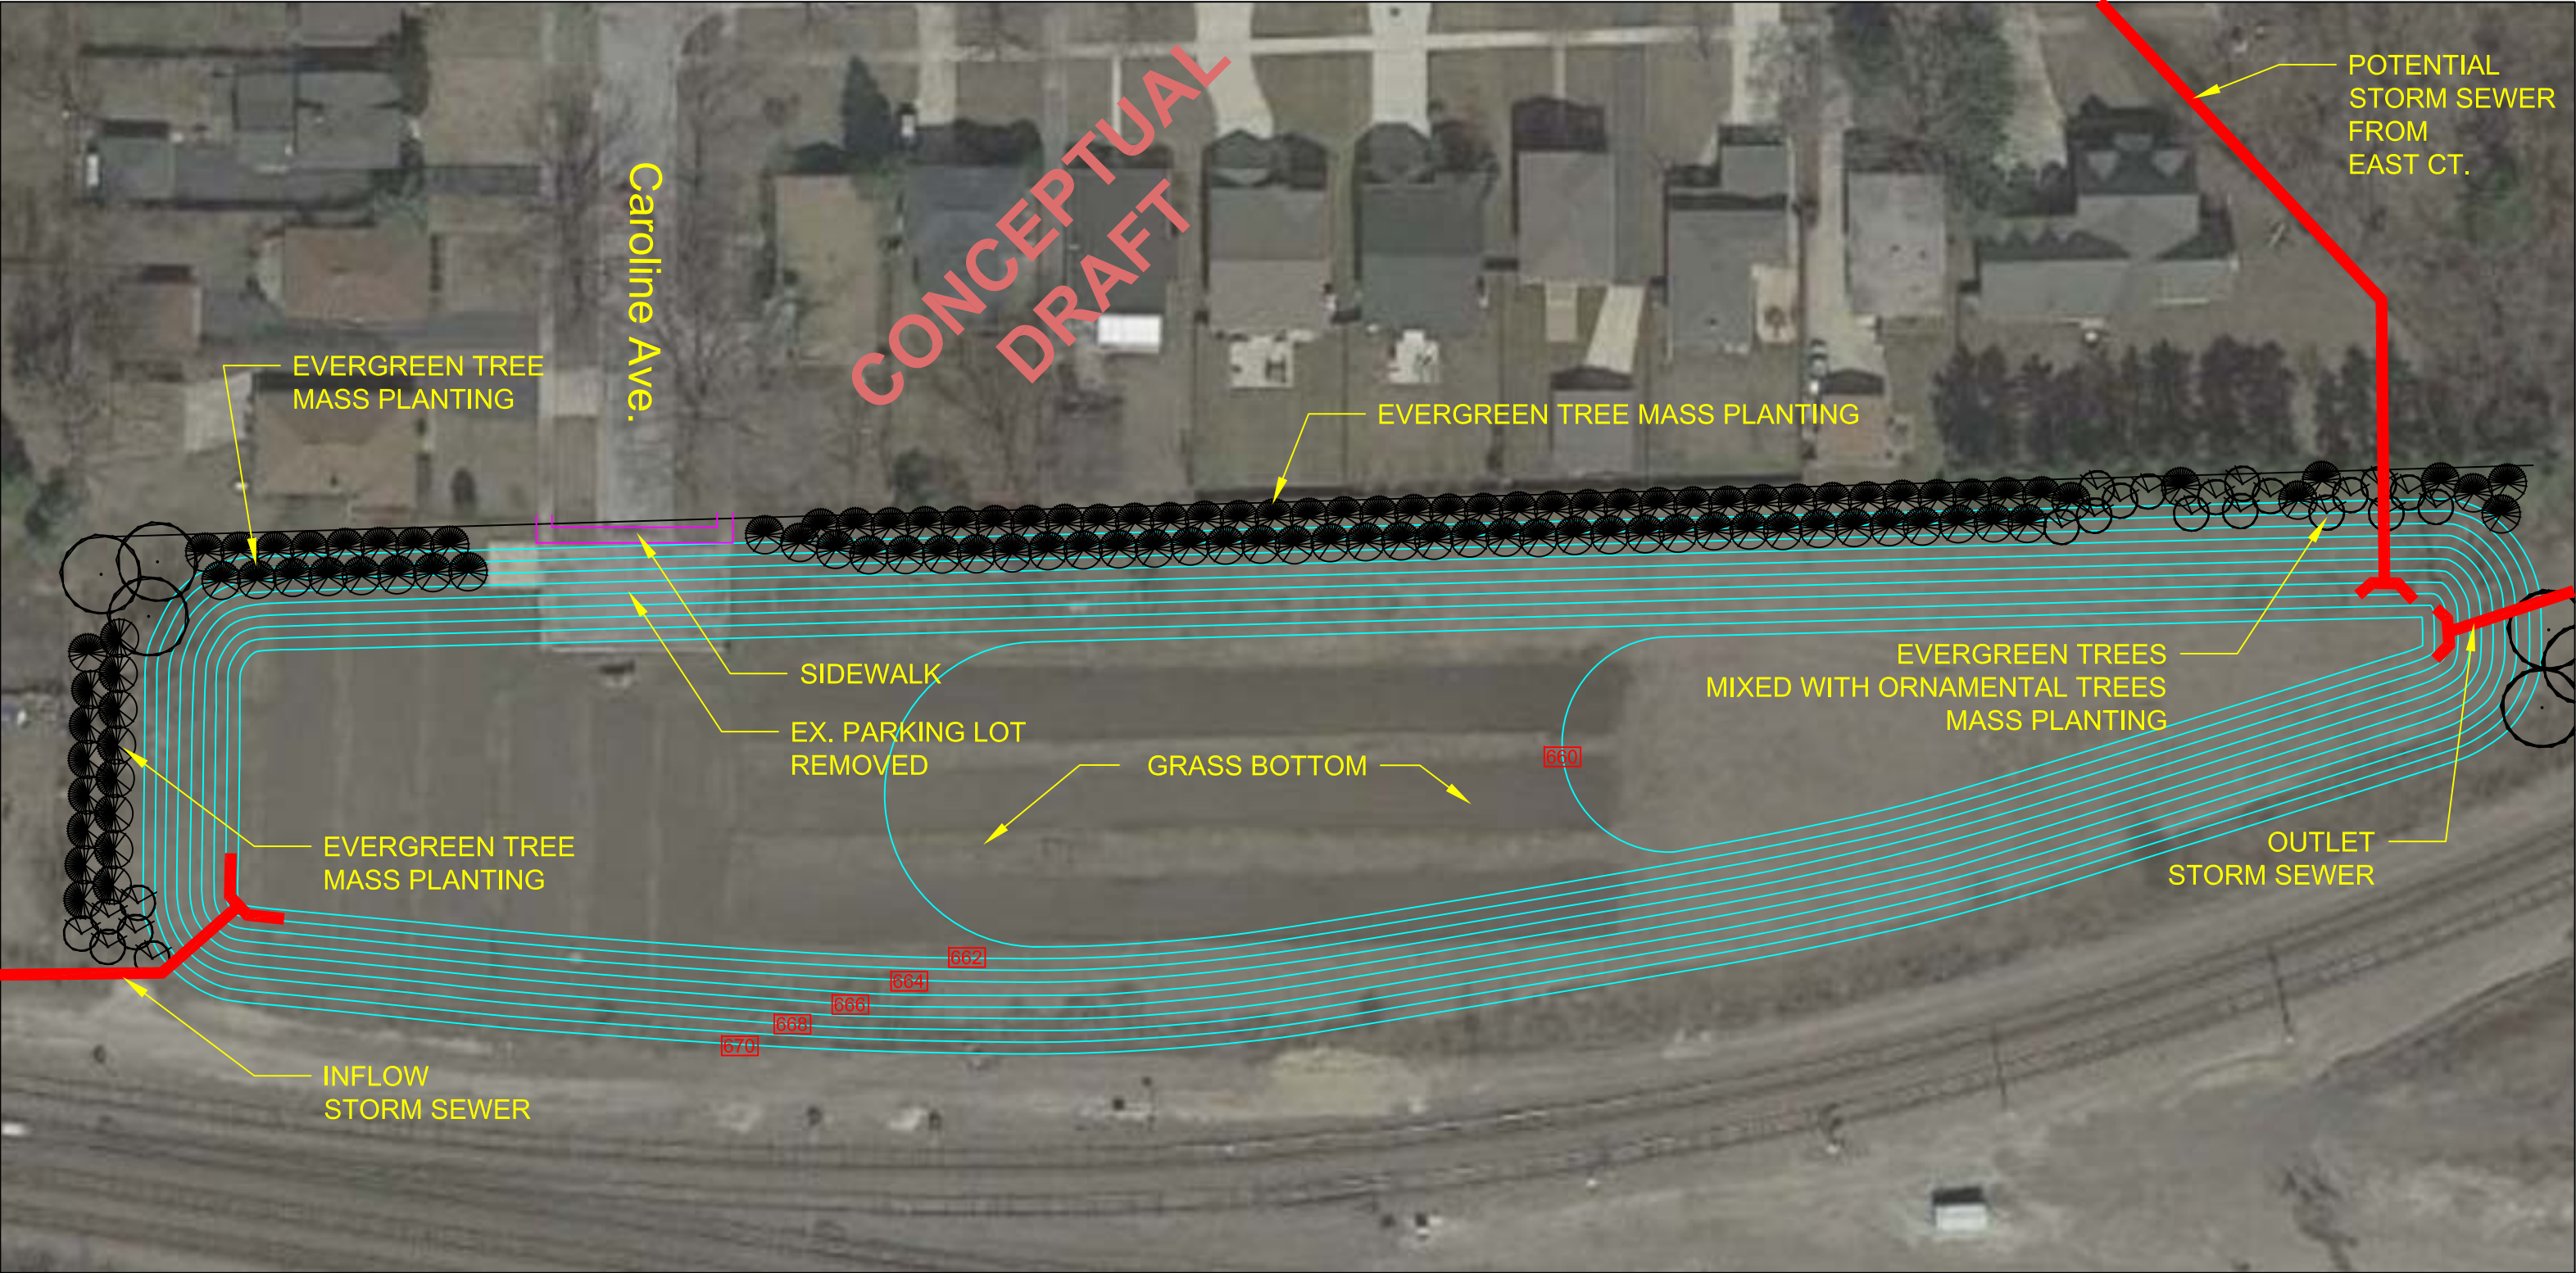 POTENTIAL
STORM SEWER
FROM
EAST CT.
CONCEPTUAL
DRAFT
Caroline Ave.
EVERGREEN TREE
MASS PLANTING
EVERGREEN TREE MASS PLANTING
SIDEWALK
EX. PARKING LOT
REMOVED
GRASS BOTTOM
660
EVERGREEN TREES
MIXED WITH ORNAMENTAL TREES
MASS PLANTING
EVERGREEN TREE
MASS PLANTING
OUTLET
STORM SEWER
662
664
666
668
670
INFLOW
STORM SEWER